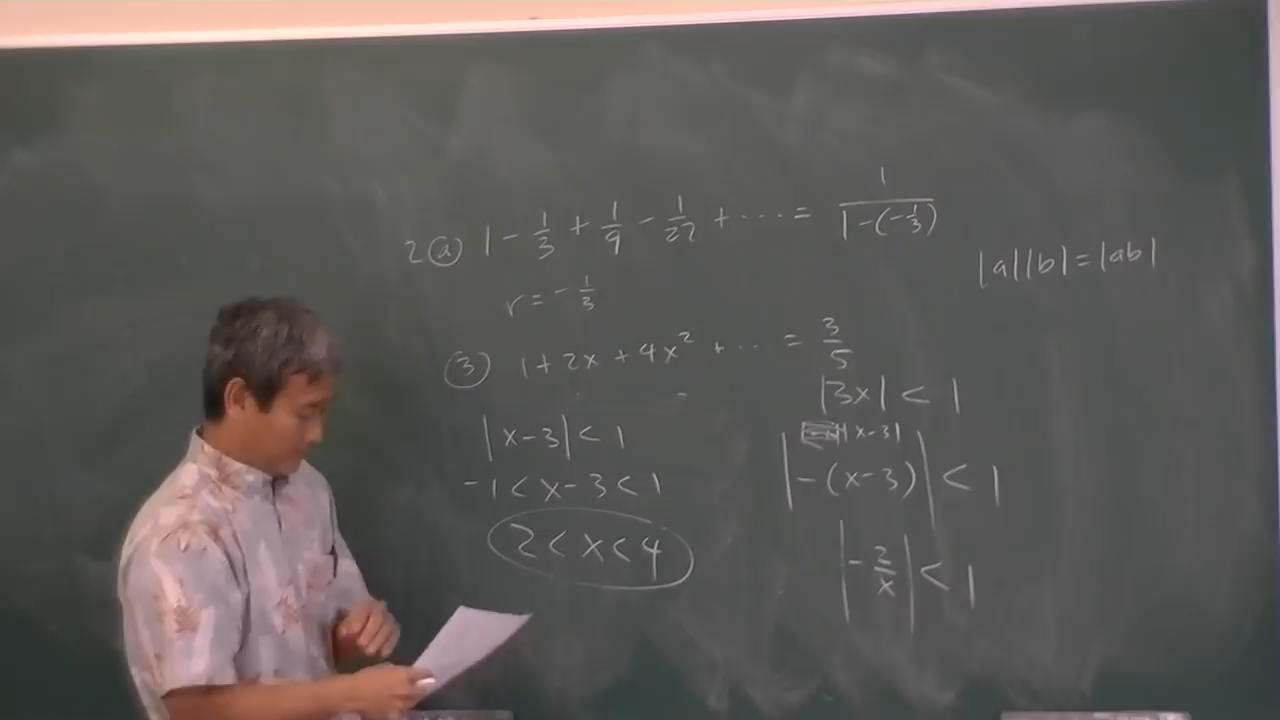 2 ⓐ 1 - 1/3 + 1/9 - 1/27 + ··· = 1/(1-(-1/3))
|a||b| = |ab|
r = -1/3
③ 1 + 2x + 4x² + ··· = 3/5
|3x| < 1
|x-3| < 1
|x-3|
-1 < x-3 < 1
|-(x-3)| < 1
2 < x < 4
|-2/x| < 1